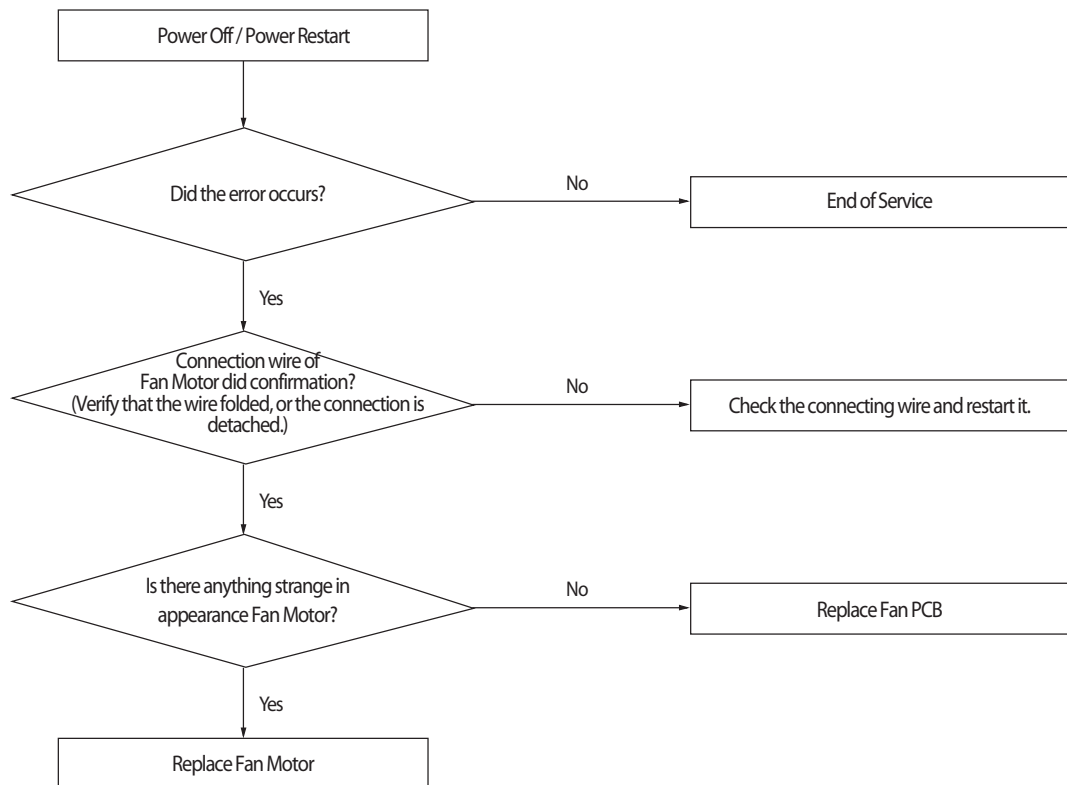 Power Off / Power Restart
Did the error occurs?
No
End of Service
Yes
Connection wire of
Fan Motor did confirmation?
(Verify that the wire folded, or the connection is
detached.)
No
Check the connecting wire and restart it.
Yes
Is there anything strange in
appearance Fan Motor?
No
Replace Fan PCB
Yes
Replace Fan Motor